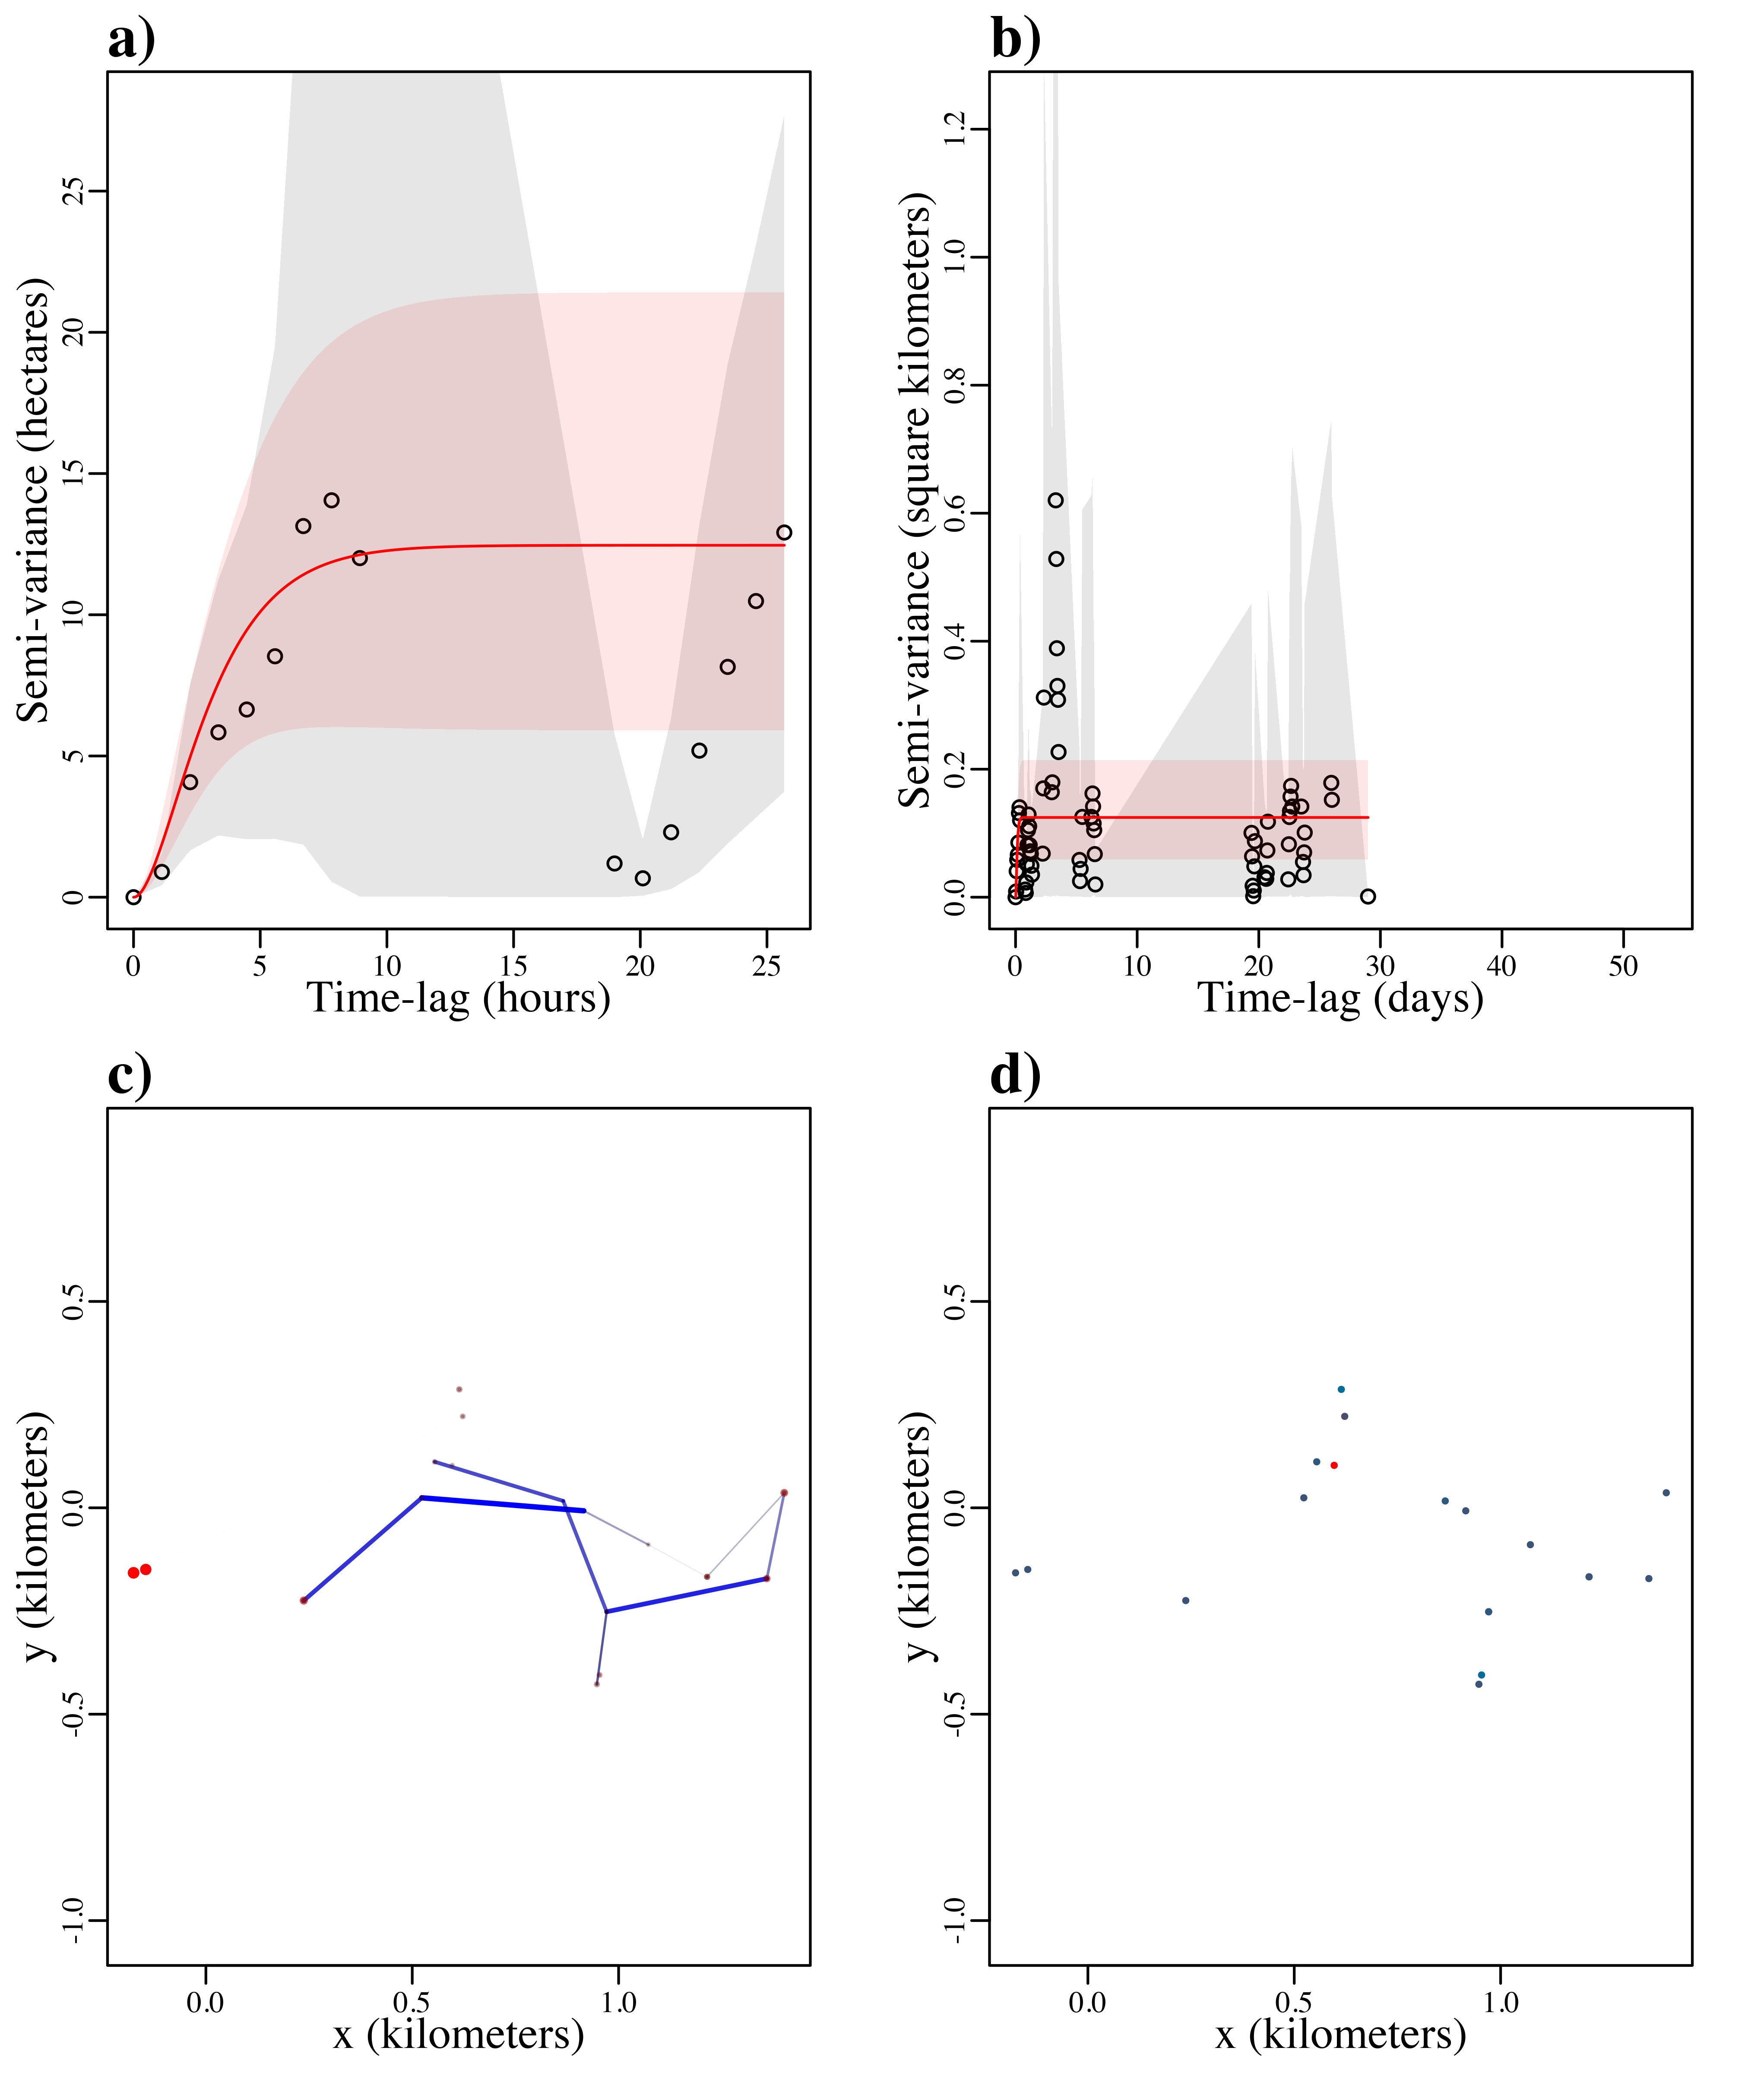 a)
Semi-variance (hectares)
0 5 10 15 20 25
0 5 10 15 20 25
Time-lag (hours)
b)
Semi-variance (square kilometers)
0.0 0.2 0.4 0.6 0.8 1.0 1.2
0 10 20 30 40 50
Time-lag (days)
c)
y (kilometers)
-1.0 -0.5 0.0 0.5
0.0 0.5 1.0
x (kilometers)
d)
y (kilometers)
-1.0 -0.5 0.0 0.5
0.0 0.5 1.0
x (kilometers)